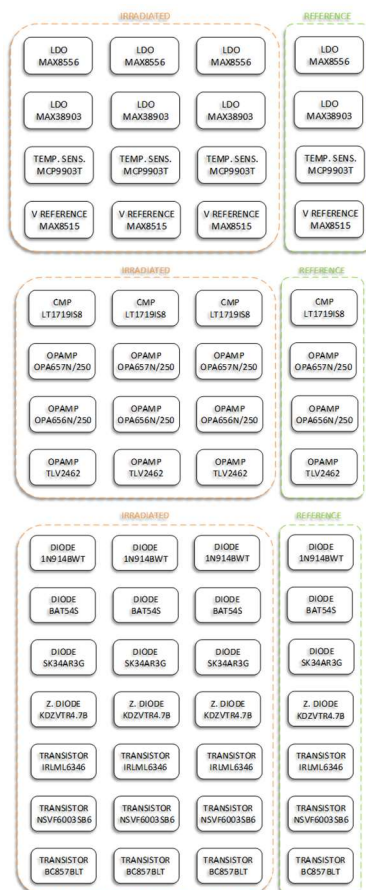 IRRADIATED
REFERENCE
LDO
MAX8556
LDO
MAX8556
LDO
MAX8556
LDO
MAX8556
LDO
MAX38903
LDO
MAX38903
LDO
MAX38903
LDO
MAX38903
TEMP. SENS.
MCP9903T
TEMP. SENS.
MCP9903T
TEMP. SENS.
MCP9903T
TEMP. SENS.
MCP9903T
V REFERENCE
MAX8515
V REFERENCE
MAX8515
V REFERENCE
MAX8515
V REFERENCE
MAX8515
IRRADIATED
REFERENCE
CMP
LT1719IS8
CMP
LT1719IS8
CMP
LT1719IS8
CMP
LT1719IS8
OPAMP
OPA657N/250
OPAMP
OPA657N/250
OPAMP
OPA657N/250
OPAMP
OPA657N/250
OPAMP
OPA656N/250
OPAMP
OPA656N/250
OPAMP
OPA656N/250
OPAMP
OPA656N/250
OPAMP
TLV2462
OPAMP
TLV2462
OPAMP
TLV2462
OPAMP
TLV2462
IRRADIATED
REFERENCE
DIODE
1N914BWT
DIODE
1N914BWT
DIODE
1N914BWT
DIODE
1N914BWT
DIODE
BAT54S
DIODE
BAT54S
DIODE
BAT54S
DIODE
BAT54S
DIODE
SK34AR3G
DIODE
SK34AR3G
DIODE
SK34AR3G
DIODE
SK34AR3G
Z. DIODE
KDZVTR4.7B
Z. DIODE
KDZVTR4.7B
Z. DIODE
KDZVTR4.7B
Z. DIODE
KDZVTR4.7B
TRANSISTOR
IRLML6346
TRANSISTOR
IRLML6346
TRANSISTOR
IRLML6346
TRANSISTOR
IRLML6346
TRANSISTOR
NSVF6003SB6
TRANSISTOR
NSVF6003SB6
TRANSISTOR
NSVF6003SB6
TRANSISTOR
NSVF6003SB6
TRANSISTOR
BC857BLT
TRANSISTOR
BC857BLT
TRANSISTOR
BC857BLT
TRANSISTOR
BC857BLT